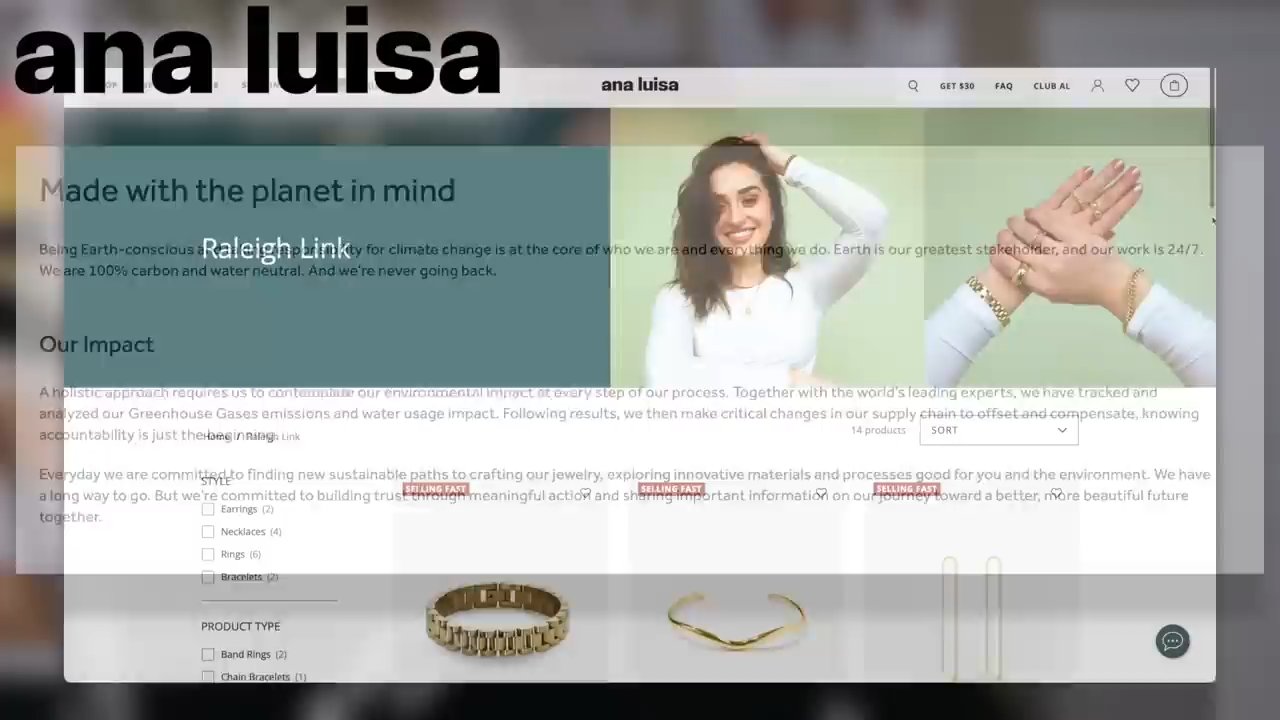 ana luisa
ana luisa
GET $30
FAQ
CLUB AL
Made with the planet in mind
Raleigh Link
Being Earth-conscious for climate change is at the core of who we are and everything we do. Earth is our greatest stakeholder, and our work is 24/7.
We are 100% carbon and water neutral. And we're never going back.
Our Impact
A holistic approach requires us to contemplate our environmental impact at every step of our process. Together with the world's leading experts, we have tracked and
analyzed our Greenhouse Gases emissions and water usage impact. Following results, we then make critical changes in our supply chain to offset and compensate, knowing
accountability is just the beginning.
Home / Raleigh Link
14 products
SORT
Everyday we are committed to finding new sustainable paths to crafting our jewelry, exploring innovative materials and processes good for you and the environment. We have
a long way to go. But we're committed to building trust through meaningful action and sharing important information on our journey toward a better, more beautiful future
together.
STYLE
SELLING FAST
SELLING FAST
SELLING FAST
Earrings (2)
Necklaces (4)
Rings (6)
Bracelets (2)
PRODUCT TYPE
Band Rings (2)
Chain Bracelets (1)